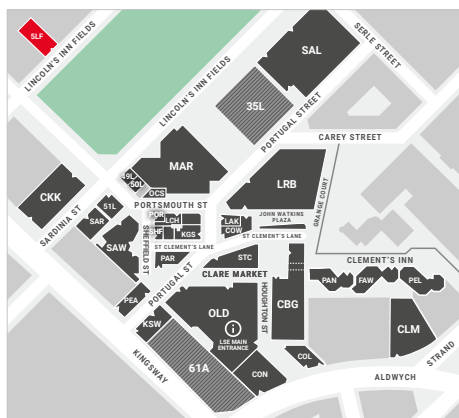 5LF
LINCOLN'S INN FIELDS
LINCOLN'S INN FIELDS
SAL
SERLE STREET
35L
PORTUGAL STREET
CAREY STREET
MAR
49L
50L
OCS
LRB
ORANGE COURT
CKK
SARDINIA ST
51L
SAR
SAW
PORTSMOUTH ST
POR
LCH
KGS
SHEFFIELD ST
ST CLEMENT'S LANE
PAR
LAK
COW
JOHN WATKINS
PLAZA
ST CLEMENT'S LANE
STC
CLARE MARKET
CLEMENT'S INN
PAN
FAW
PEL
PEA
PORTUGAL ST
KSW
KINGSWAY
OLD
LSE MAIN
ENTRANCE
HOUGHTON ST
CBG
61A
CON
COL
CLM
ALDWYCH
STRAND